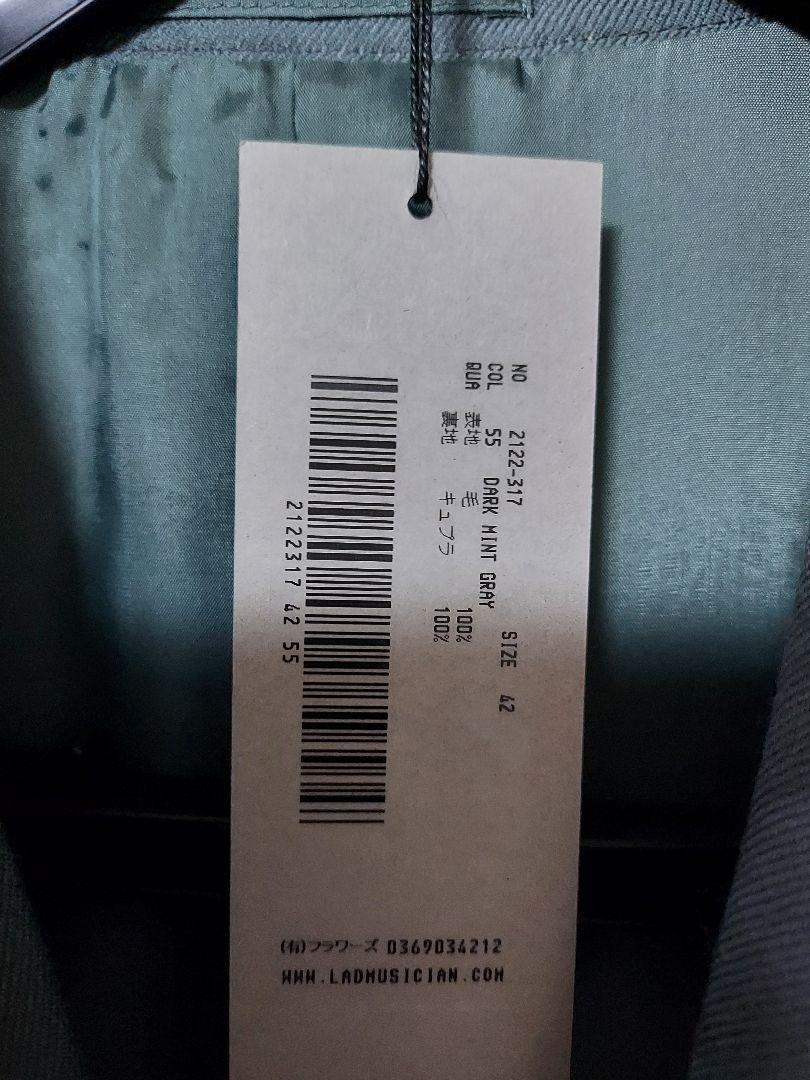 NO 2122-317 SIZE 42
COL 55 DARK MINT GRAY
QUA 表地 毛 100%
裏地 キュプラ 100%
2122317 42 55
(有)フラワーズ 0369034212
WWW.LADMUSICIAN.COM